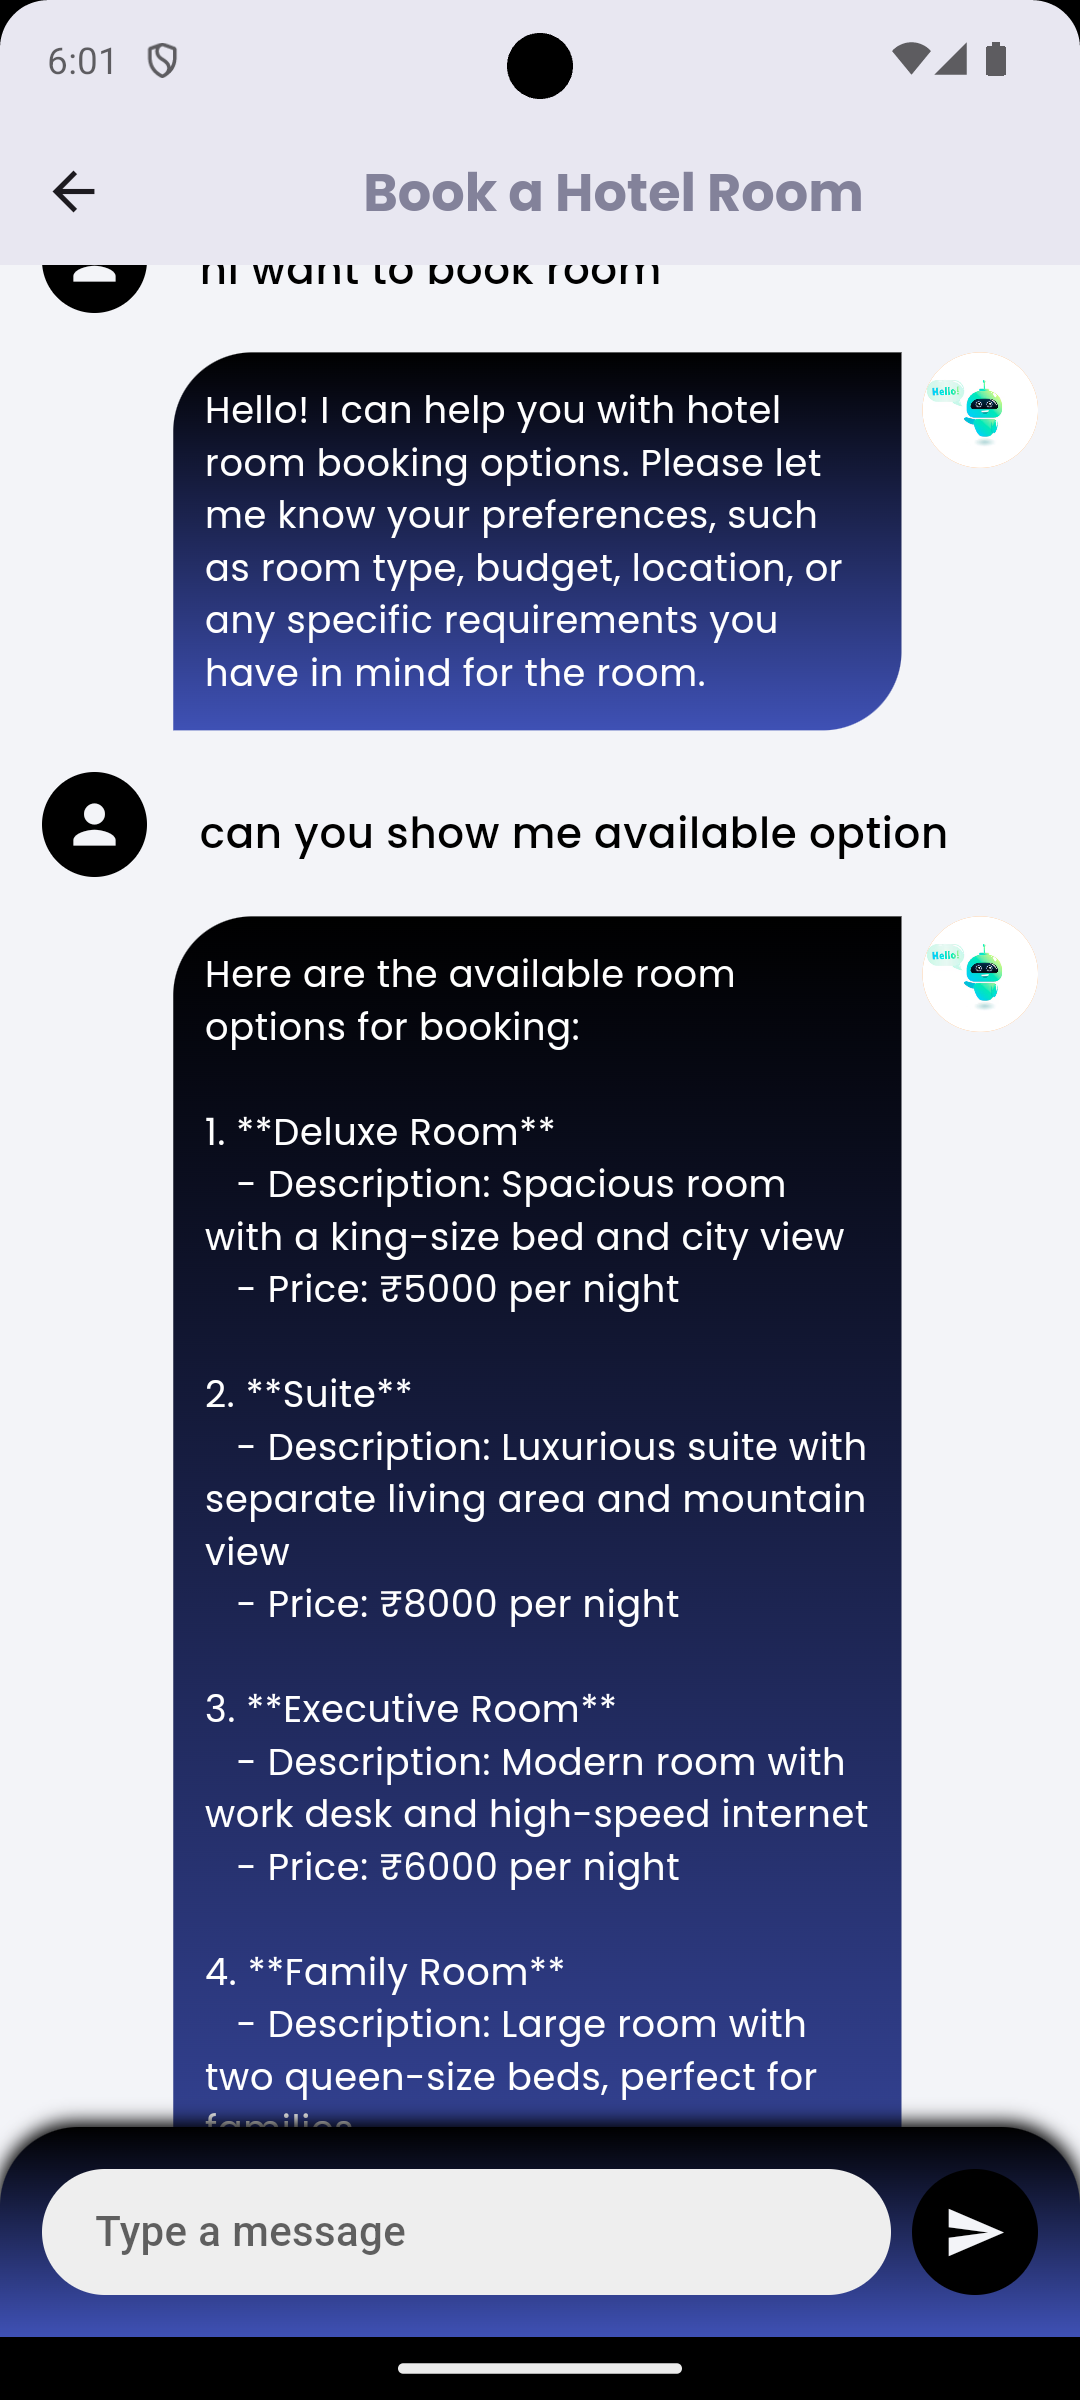 6:01
Book a Hotel Room
hi want to book room
Hello! I can help you with hotel
room booking options. Please let
me know your preferences, such
as room type, budget, location, or
any specific requirements you
have in mind for the room.
Hello!
can you show me available option
Here are the available room
options for booking:
Hello!
1. **Deluxe Room**
- Description: Spacious room
with a king-size bed and city view
- Price: ₹5000 per night
2. **Suite**
- Description: Luxurious suite with
separate living area and mountain
view
- Price: ₹8000 per night
3. **Executive Room**
- Description: Modern room with
work desk and high-speed internet
- Price: ₹6000 per night
4. **Family Room**
- Description: Large room with
two queen-size beds, perfect for
families
Type a message